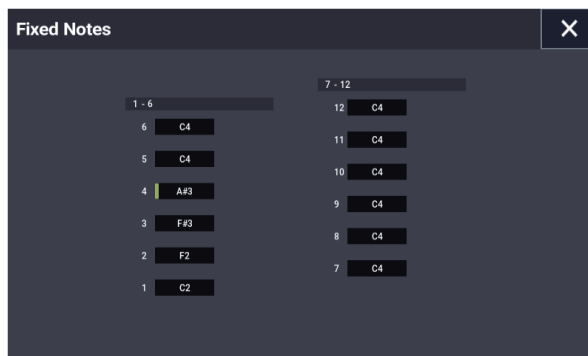 Fixed Notes X
1 - 6
6 C4
5 C4
4 A#3
3 F#3
2 F2
1 C2
7 - 12
12 C4
11 C4
10 C4
9 C4
8 C4
7 C4